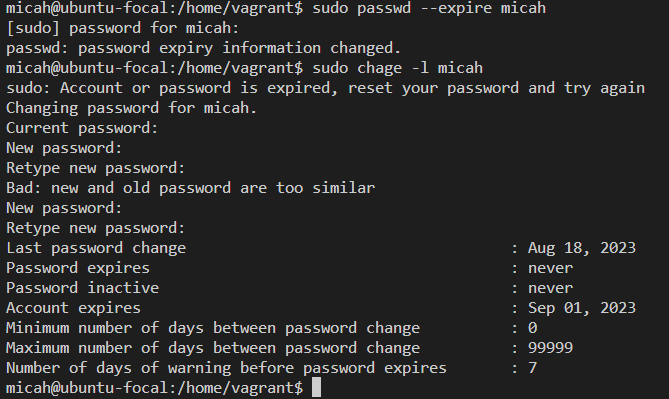 micah@ubuntu-focal:/home/vagrant$ sudo passwd --expire micah
[sudo] password for micah:
passwd: password expiry information changed.
micah@ubuntu-focal:/home/vagrant$ sudo chage -l micah
sudo: Account or password is expired, reset your password and try again
Changing password for micah.
Current password:
New password:
Retype new password:
Bad: new and old password are too similar
New password:
Retype new password:
Last password change : Aug 18, 2023
Password expires : never
Password inactive : never
Account expires : Sep 01, 2023
Minimum number of days between password change : 0
Maximum number of days between password change : 99999
Number of days of warning before password expires : 7
micah@ubuntu-focal:/home/vagrant$